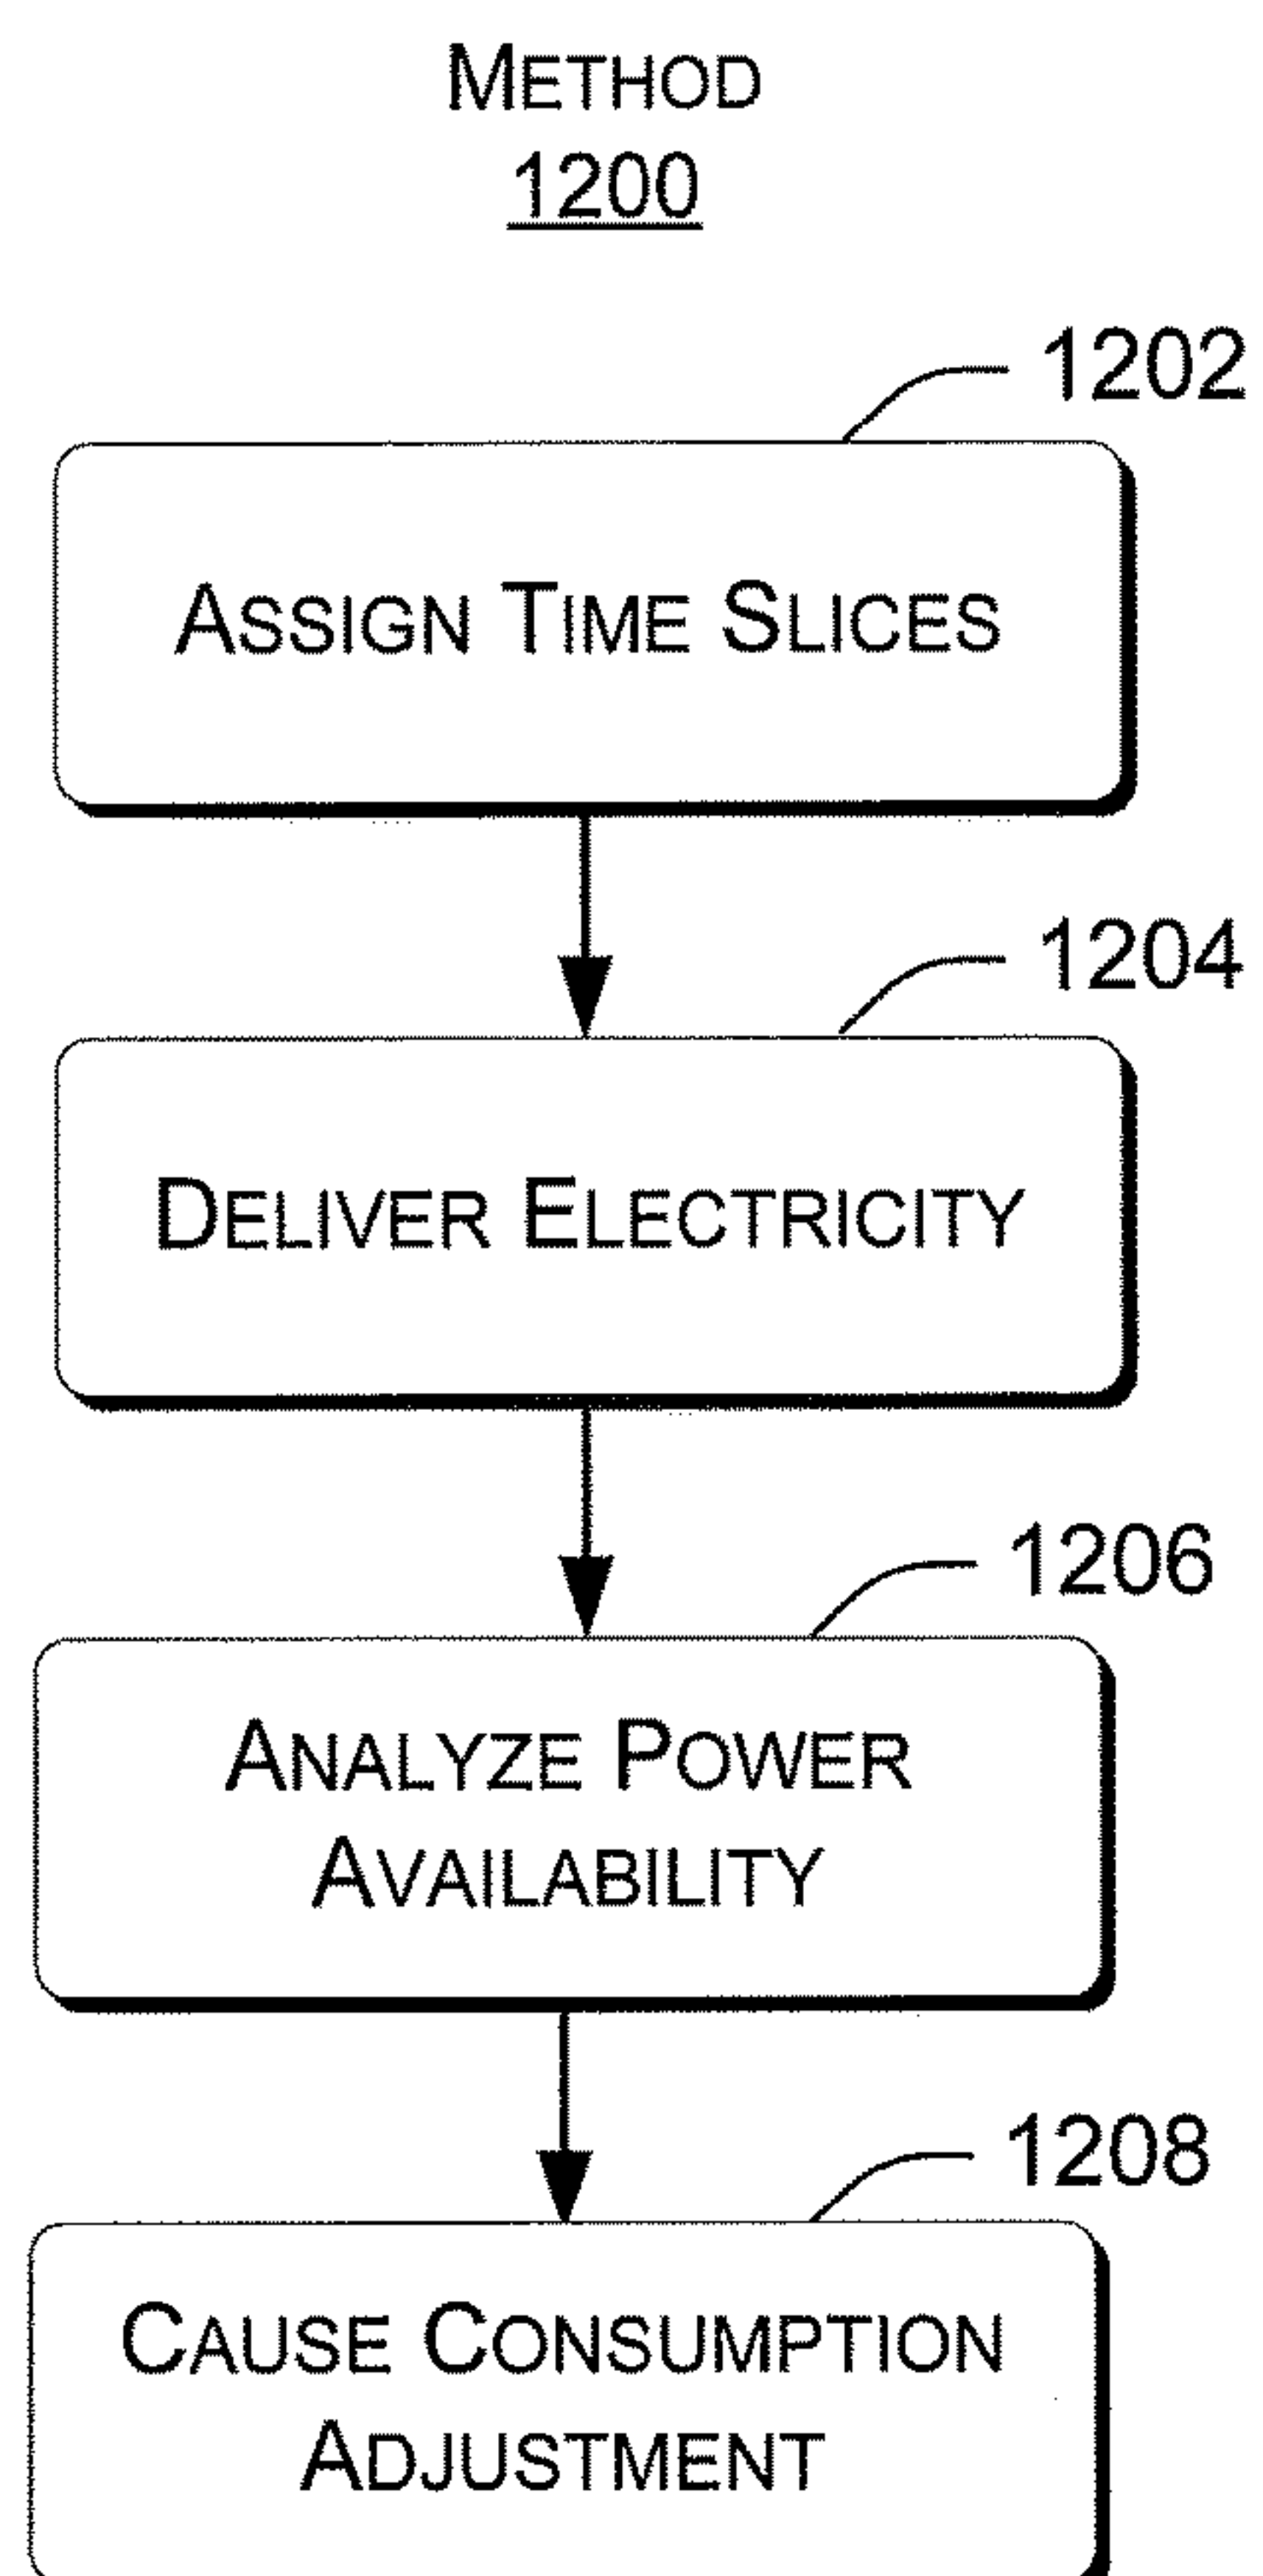 METHOD
1200
1202
ASSIGN TIME SLICES
1204
DELIVER ELECTRICITY
1206
ANALYZE POWER
AVAILABILITY
1208
CAUSE CONSUMPTION
ADJUSTMENT